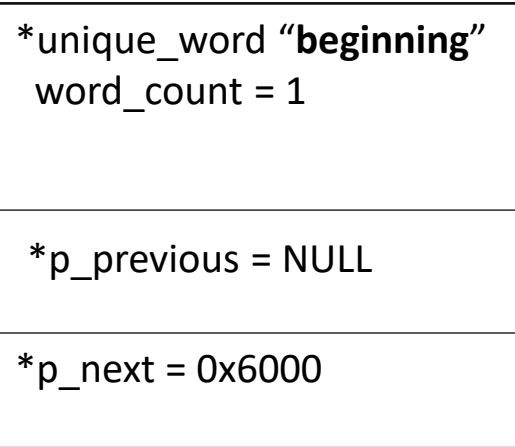 *unique_word “beginning”
word_count = 1
*p_previous = NULL
*p_next = 0x6000